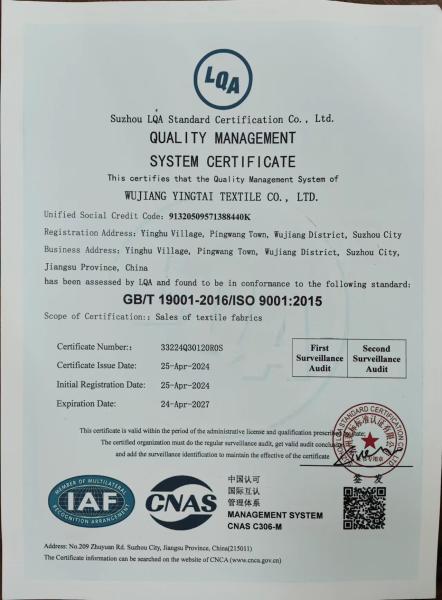 LQA
Suzhou LQA Standard Certification Co., Ltd.
QUALITY MANAGEMENT
SYSTEM CERTIFICATE
This certifies that the Quality Management System of
WUJIANG YINGTAI TEXTILE CO., LTD.
Unified Social Credit Code: 91320509571388440K
Registration Address: Yinghu Village, Pingwang Town, Wujiang District, Suzhou City
Business Address: Yinghu Village, Pingwang Town, Wujiang District, Suzhou City,
Jiangsu Province, China
has been assessed by LQA and found to be in conformance to the following standard:
GB/T 19001-2016/ISO 9001:2015
Scope of Certification:: Sales of textile fabrics
Certificate Number:: 33224Q30120R0S
Certificate Issue Date: 25-Apr-2024
Initial Registration Date: 25-Apr-2024
Expiration Date: 24-Apr-2027
First Surveillance Audit
Second Surveillance Audit
This certificate is valid within the period of the administrative license and qualification prescribed
The certified organization must do the regular surveillance audit, get valid audit
and add the surveillance identification to maintain the effective of the certificate
签 发
MEMBER OF MULTILATERAL
IAF
RECOGNITION ARRANGEMENT
CNAS
中国认可
国际互认
管理体系
MANAGEMENT SYSTEM
CNAS C306-M
Address: No.209 Zhuyuan Rd. Suzhou City, Jiangsu Province, China(215011)
The Certificate information can be searched on the website of CNCA (www.cnca.gov.cn)